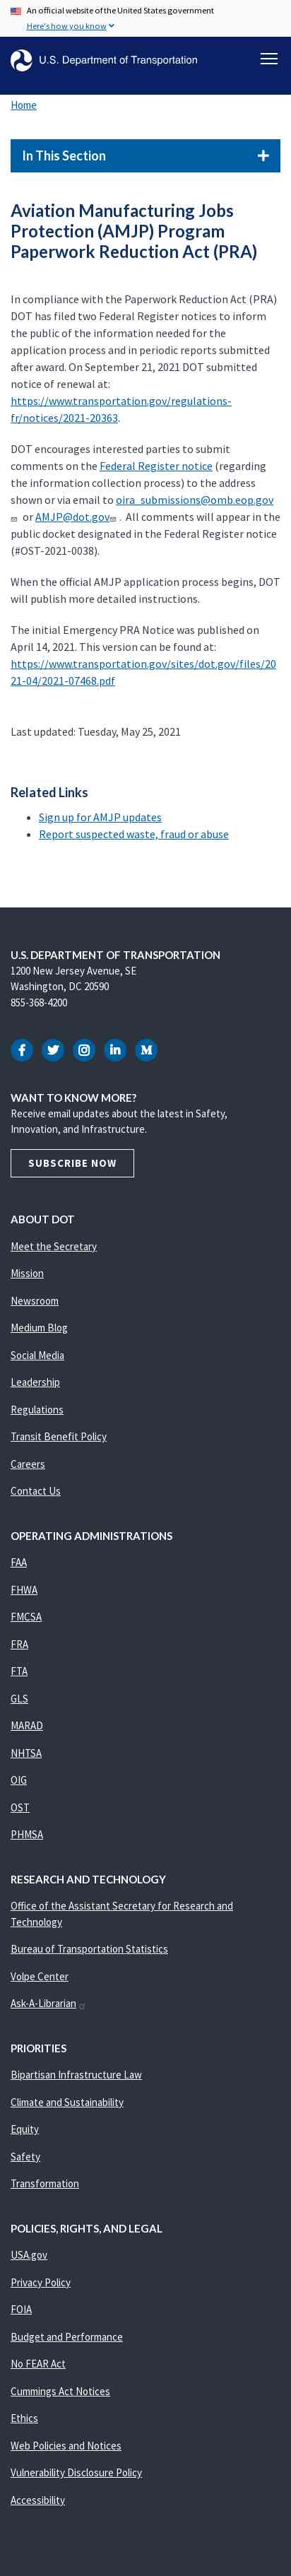 An official website of the United States government
Here's how you know
U.S. Department of Transportation
Home
In This Section
Aviation Manufacturing Jobs
Protection (AMJP) Program
Paperwork Reduction Act (PRA)
In compliance with the Paperwork Reduction Act (PRA)
DOT has filed two Federal Register notices to inform
the public of the information needed for the
application process and in periodic reports submitted
after award. On September 21, 2021 DOT submitted
notice of renewal at:
https://www.transportation.gov/regulations-
fr/notices/2021-20363.
DOT encourages interested parties to submit
comments on the Federal Register notice (regarding
the information collection process) to the address
shown or via email to oira_submissions@omb.eop.gov
or AMJP@dot.gov . All comments will appear in the
public docket designated in the Federal Register notice
(#OST-2021-0038).
When the official AMJP application process begins, DOT
will publish more detailed instructions.
The initial Emergency PRA Notice was published on
April 14, 2021. This version can be found at:
https://www.transportation.gov/sites/dot.gov/files/20
21-04/2021-07468.pdf
Last updated: Tuesday, May 25, 2021
Related Links
Sign up for AMJP updates
Report suspected waste, fraud or abuse
U.S. DEPARTMENT OF TRANSPORTATION
1200 New Jersey Avenue, SE
Washington, DC 20590
855-368-4200
WANT TO KNOW MORE?
Receive email updates about the latest in Safety,
Innovation, and Infrastructure.
SUBSCRIBE NOW
ABOUT DOT
Meet the Secretary
Mission
Newsroom
Medium Blog
Social Media
Leadership
Regulations
Transit Benefit Policy
Careers
Contact Us
OPERATING ADMINISTRATIONS
FAA
FHWA
FMCSA
FRA
FTA
GLS
MARAD
NHTSA
OIG
OST
PHMSA
RESEARCH AND TECHNOLOGY
Office of the Assistant Secretary for Research and
Technology
Bureau of Transportation Statistics
Volpe Center
Ask-A-Librarian
PRIORITIES
Bipartisan Infrastructure Law
Climate and Sustainability
Equity
Safety
Transformation
POLICIES, RIGHTS, AND LEGAL
USA.gov
Privacy Policy
FOIA
Budget and Performance
No FEAR Act
Cummings Act Notices
Ethics
Web Policies and Notices
Vulnerability Disclosure Policy
Accessibility